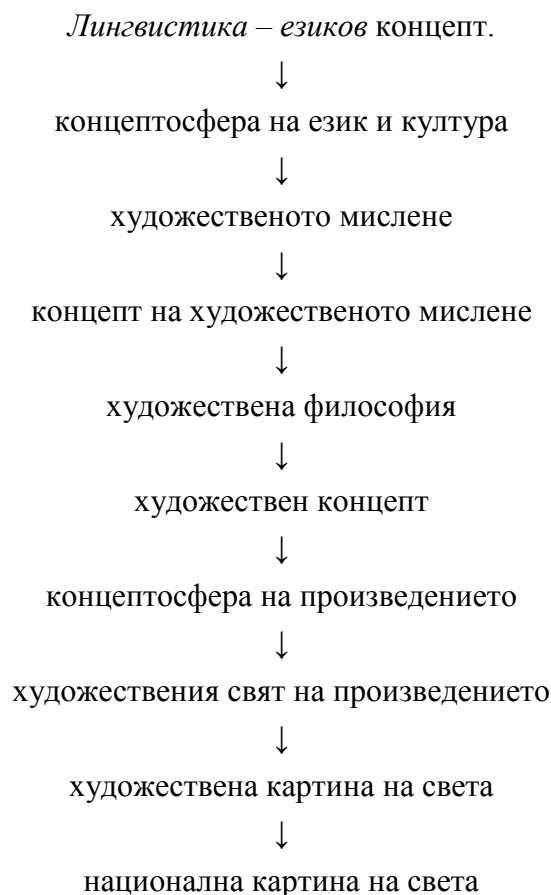 Лингвистика – езиков концепт.
↓
концептосфера на език и култура
↓
художественото мислене
↓
концепт на художественото мислене
↓
художествена философия
↓
художествен концепт
↓
концептосфера на произведението
↓
художествения свят на произведението
↓
художествена картина на света
↓
национална картина на света